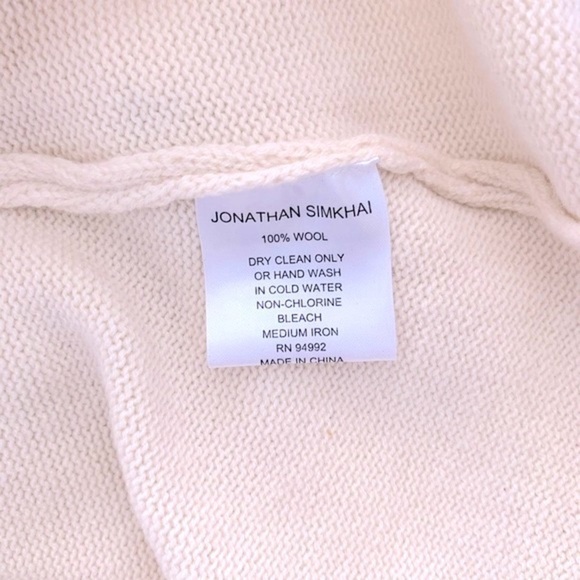 JONATHAN SIMKHAI
100% WOOL
DRY CLEAN ONLY
OR HAND WASH
IN COLD WATER
NON-CHLORINE
BLEACH
MEDIUM IRON
RN 94992
MADE IN CHINA